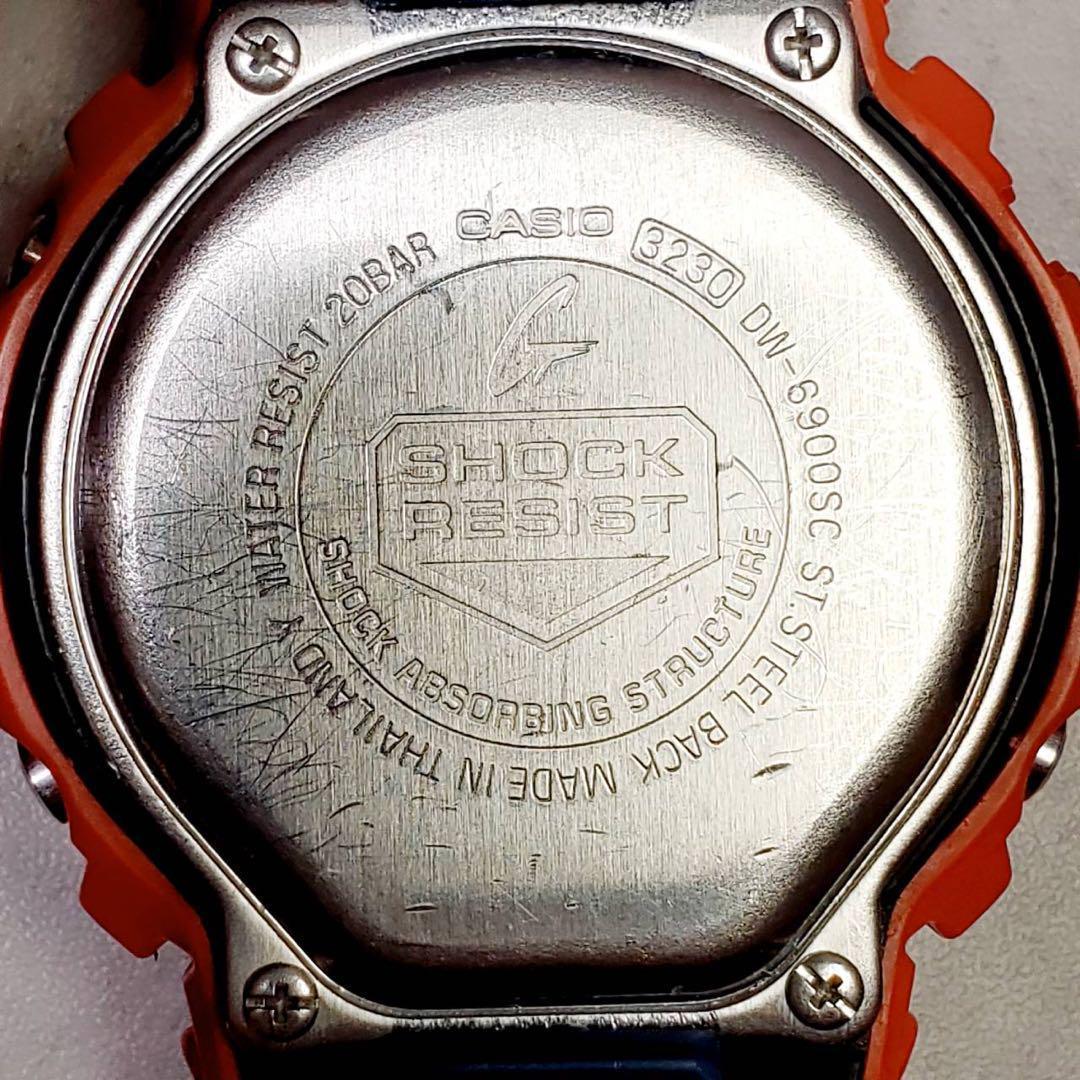 CASIO
3230
DW-6900SC ST.STEEL BACK MADE IN THAILAND Y WATER RESIST 20BAR
G
SHOCK
RESIST
SHOCK ABSORBING STRUCTURE